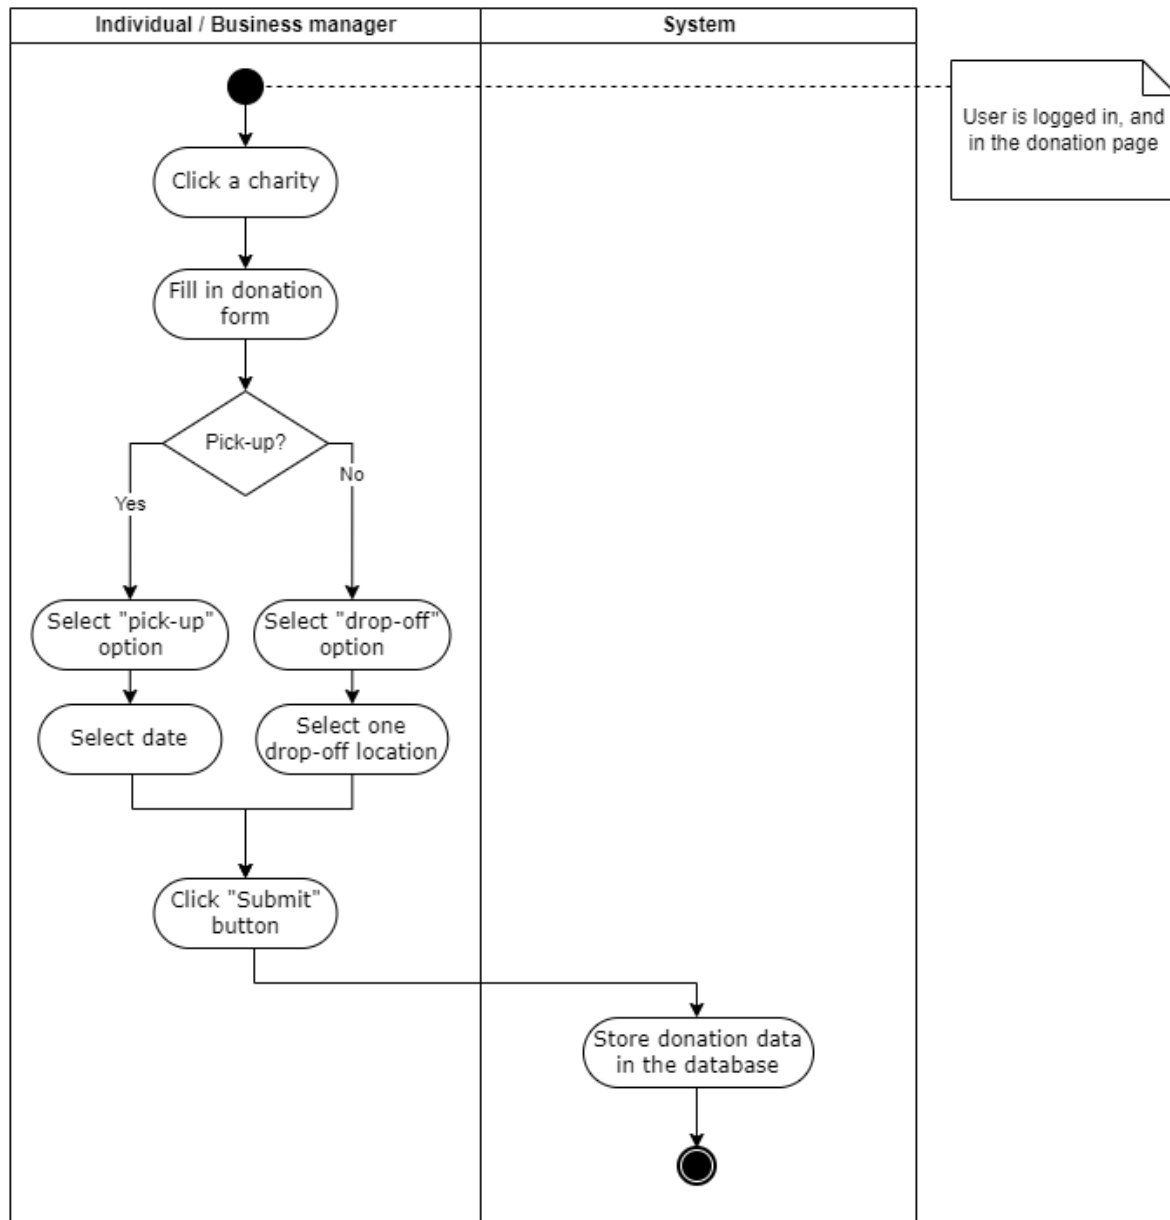 Individual / Business manager
System
User is logged in, and
in the donation page
Click a charity
Fill in donation
form
Pick-up?
No
Yes
Select "pick-up"
option
Select "drop-off"
option
Select date
Select one
drop-off location
Click "Submit"
button
Store donation data
in the database